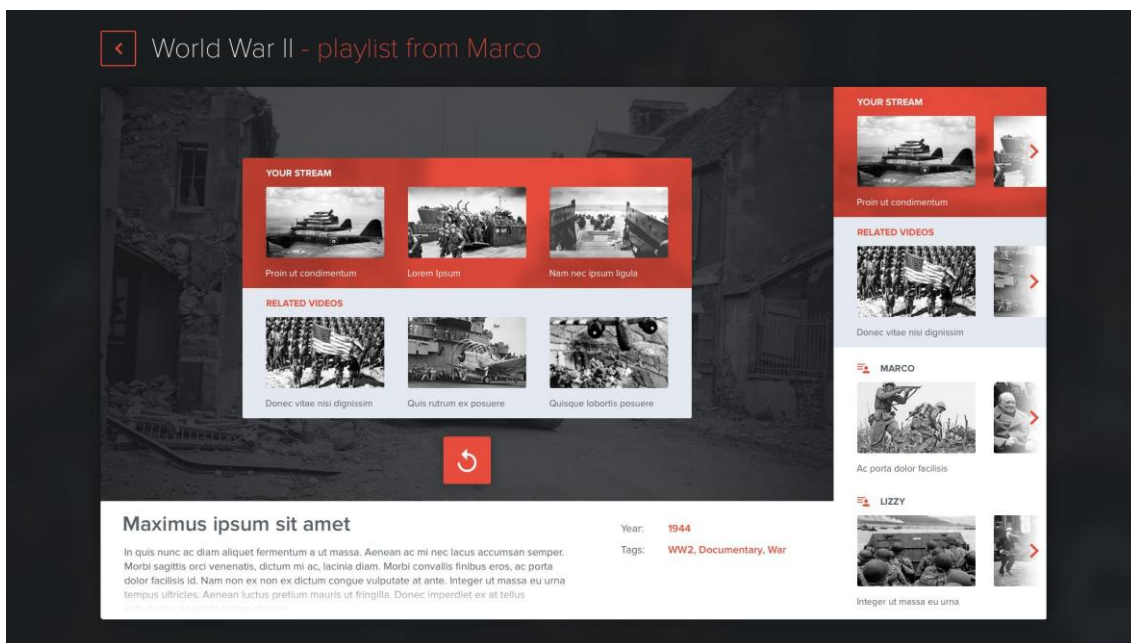 World War II - playlist from Marco
YOUR STREAM
Proin ut condimentum
Lorem Ipsum
Nam nec ipsum ligula
RELATED VIDEOS
Donec vitae nisi dignissim
Quis rutrum ex posuere
Quisque lobortis posuere
Maximus ipsum sit amet
In quis nunc ac diam aliquet fermentum a ut massa. Aenean ac mi nec lacus accumsan semper.
Morbi sagittis orci venenatis, dictum mi ac, lacinia diam. Morbi convallis finibus eros, ac porta
dolor facilisis id. Nam non ex non ex dictum congue vulputate at ante. Integer ut massa eu urna
tempus ultricies. Aenean luctus pretium mauris ut fringilla. Donec imperdiet ex at tellus
Year: 1944
Tags: WW2, Documentary, War
YOUR STREAM
Proin ut condimentum
RELATED VIDEOS
Donec vitae nisi dignissim
MARCO
Ac porta dolor facilisis
LIZZY
Integer ut massa eu urna